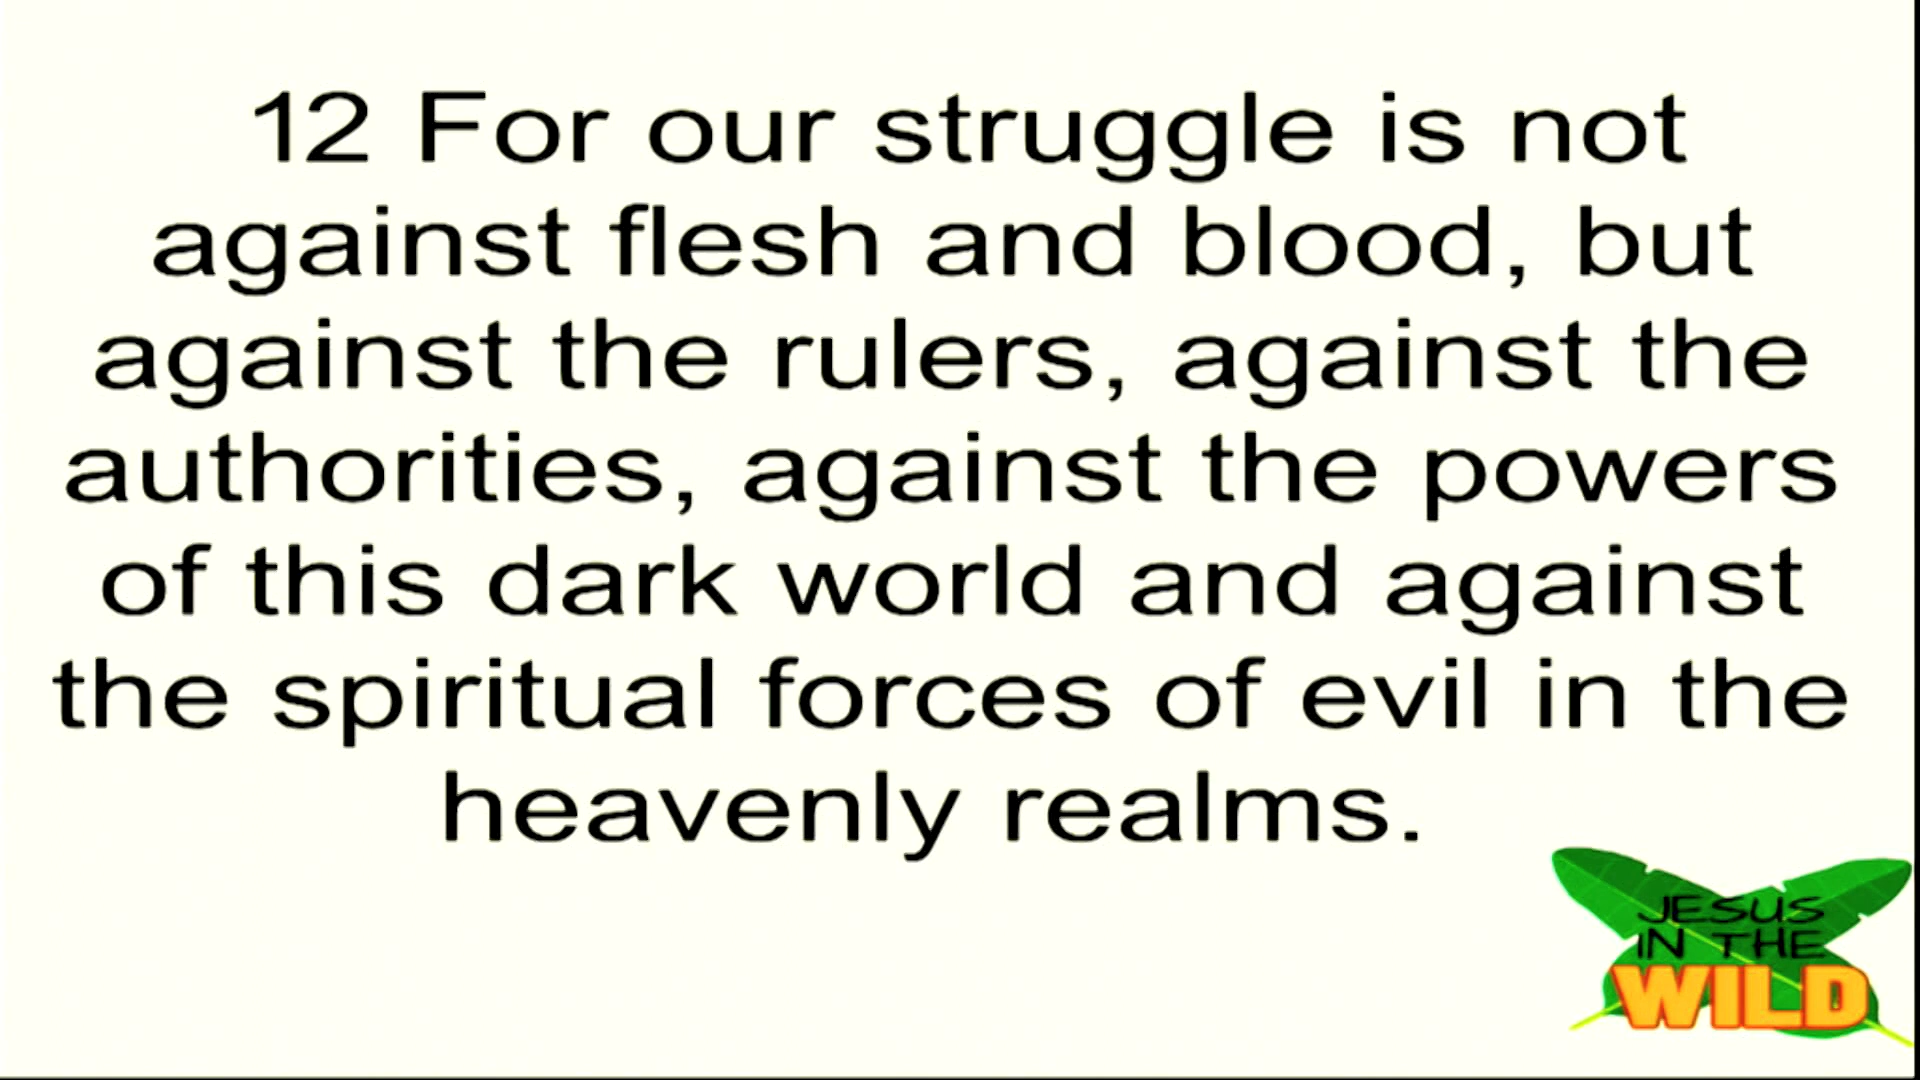 12 For our struggle is not
against flesh and blood, but
against the rulers, against the
authorities, against the powers
of this dark world and against
the spiritual forces of evil in the
heavenly realms.
JESUS
IN THE
WILD